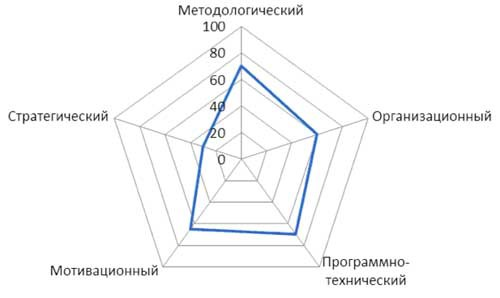 Методологический
100
80
60
40
20
0
Стратегический
Организационный
Мотивационный
Программно-
технический